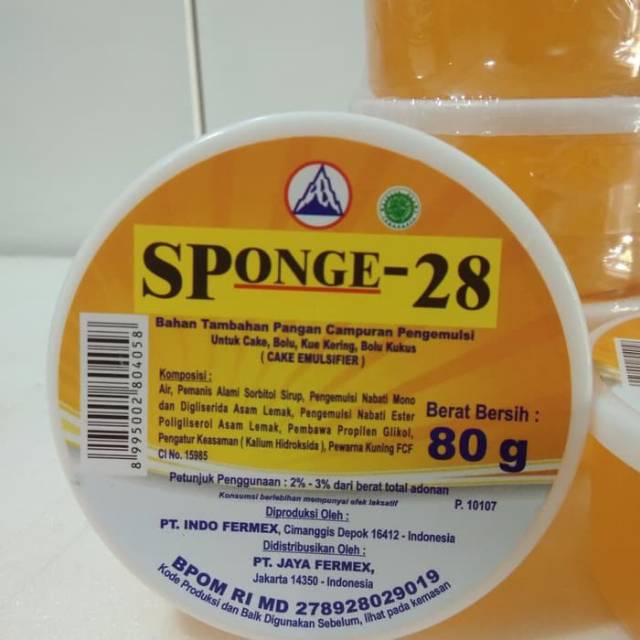 SPONGE-28
Bahan Tambahan Pangan Campuran Pengemulsi
Untuk Cake, Bolu, Kue Kering, Bolu Kukus
( CAKE EMULSIFIER )
Komposisi :
Air, Pemanis Alami Sorbitol Sirup, Pengemulsi Nabati Mono
dan Digliserida Asam Lemak, Pengemulsi Nabati Ester
Poligliserol Asam Lemak, Pembawa Propilen Glikol,
Pengatur Keasaman ( Kalium Hidroksida ), Pewarna Kuning FCF
CI No. 15985
Berat Bersih :
80 g
8995002804058
Petunjuk Penggunaan : 2% - 3% dari berat total adonan
Konsumsi berlebihan mempunyai efek laksatif
P. 10107
Diproduksi Oleh :
PT. INDO FERMEX, Cimanggis Depok 16412 - Indonesia
Didistribusikan Oleh :
PT. JAYA FERMEX,
Jakarta 14350 - Indonesia
BPOM RI MD 278928029019
Kode Produksi dan Baik Digunakan Sebelum, lihat pada kemasan